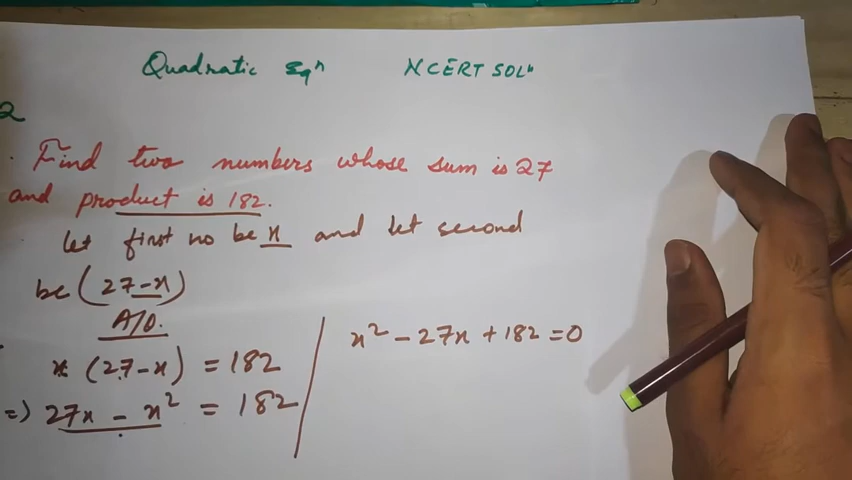 Quadratic Eqⁿ NCERT SOLⁿ
2
. Find two numbers whose sum is 27
and product is 182.
let first no be x and let second
be (27-x)
A/Q.
x (27-x) = 182
=> 27x - x² = 182
x² - 27x + 182 = 0